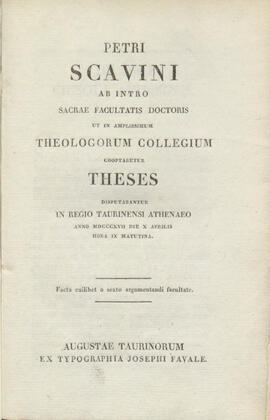 PETRI
SCAVINI
AB INTRO
SACRAE FACULTATIS DOCTORIS
UT IN AMPLISSIMUM
THEOLOGORUM COLLEGIUM
COOPTARETUR
THESES
DISPUTABANTUR
IN REGIO TAURINENSI ATHENAEO
ANNO MDCCCXVII DIE X APRILIS
HORA IX MATUTINA.
Facta cuilibet a sexto argumentandi facultate.
AUGUSTAE TAURINORUM
EX TYPOGRAPHIA JOSEPHI FAVALE.